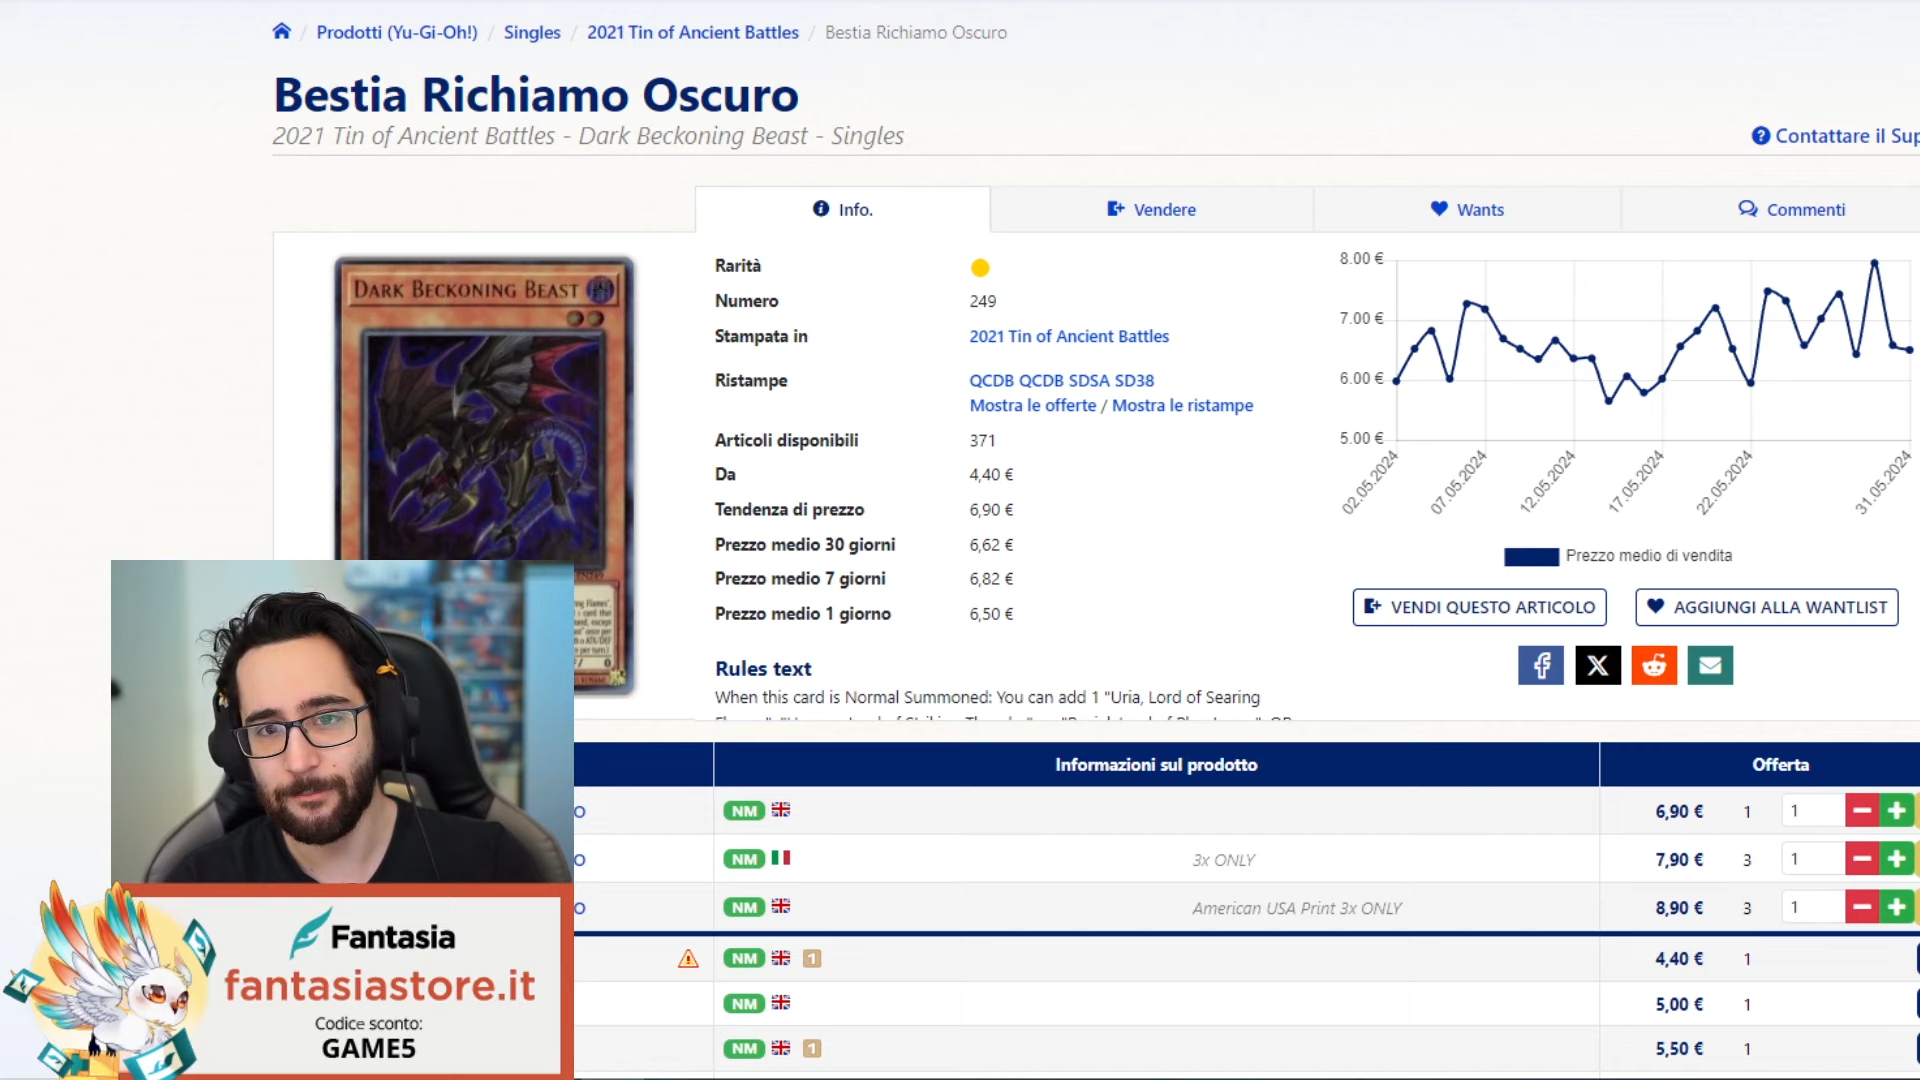 Prodotti (Yu-Gi-Oh!) / Singles / 2021 Tin of Ancient Battles / Bestia Richiamo Oscuro
Bestia Richiamo Oscuro
2021 Tin of Ancient Battles - Dark Beckoning Beast - Singles
Contattare il Sup
Info.
Vendere
Wants
Commenti
DARK BECKONING BEAST
Rarità
Numero 249
Stampata in 2021 Tin of Ancient Battles
Ristampe QCDB QCDB SDSA SD38
Mostra le offerte / Mostra le ristampe
Articoli disponibili 371
Da 4,40 €
Tendenza di prezzo 6,90 €
Prezzo medio 30 giorni 6,62 €
Prezzo medio 7 giorni 6,82 €
Prezzo medio 1 giorno 6,50 €
Rules text
When this card is Normal Summoned: You can add 1 "Uria, Lord of Searing
8.00 €
7.00 €
6.00 €
5.00 €
02.05.2024
07.05.2024
12.05.2024
17.05.2024
22.05.2024
31.05.2024
Prezzo medio di vendita
VENDI QUESTO ARTICOLO
AGGIUNGI ALLA WANTLIST
Informazioni sul prodotto
Offerta
NM 6,90 € 1 1
NM 3x ONLY 7,90 € 3 1
NM American USA Print 3x ONLY 8,90 € 3 1
NM 1 4,40 € 1
NM 5,00 € 1
NM 1 5,50 € 1
Fantasia
fantasiastore.it
Codice sconto:
GAME5